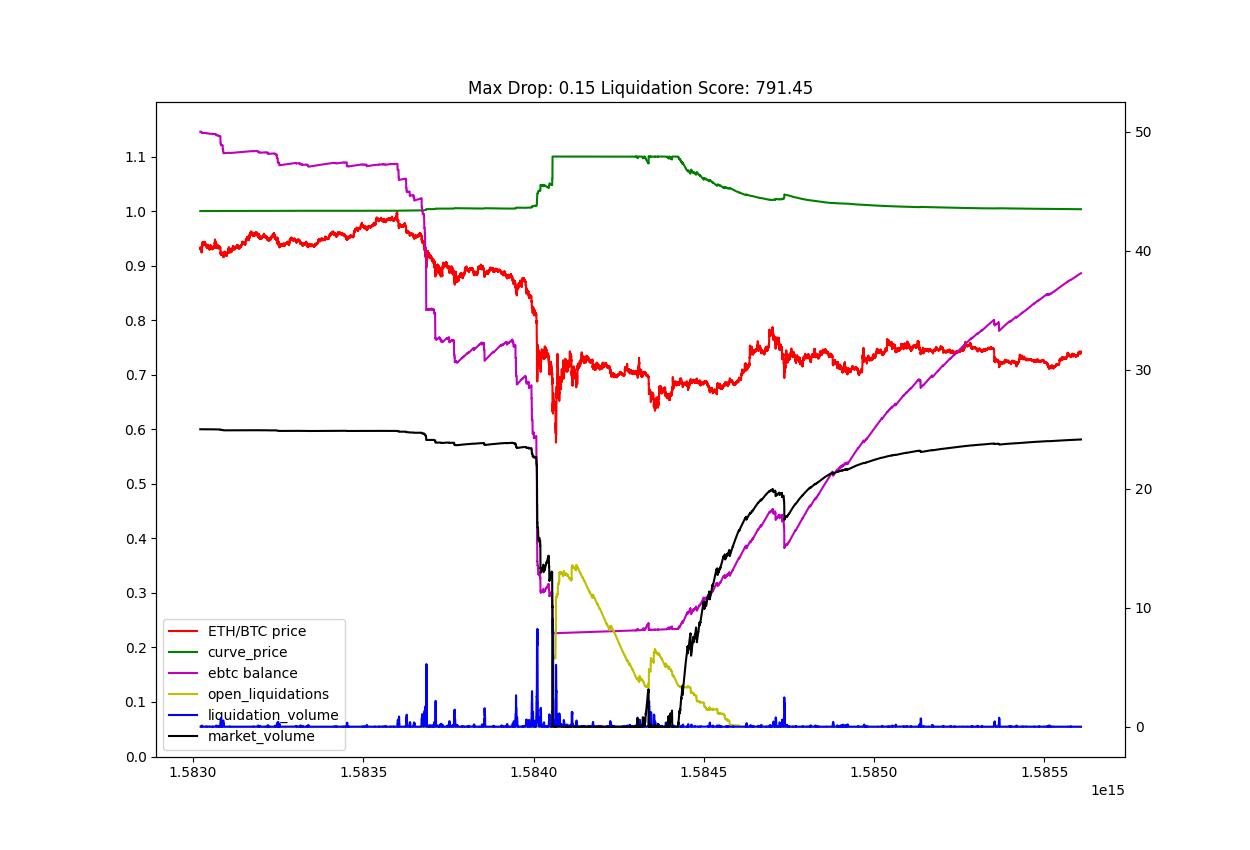 Max Drop: 0.15 Liquidation Score: 791.45
1.1
1.0
0.9
0.8
0.7
0.6
0.5
0.4
0.3
0.2
0.1
0.0
50
40
30
20
10
0
ETH/BTC price
curve_price
ebtc balance
open_liquidations
liquidation_volume
market_volume
1.5830 1.5835 1.5840 1.5845 1.5850 1.5855
1e15